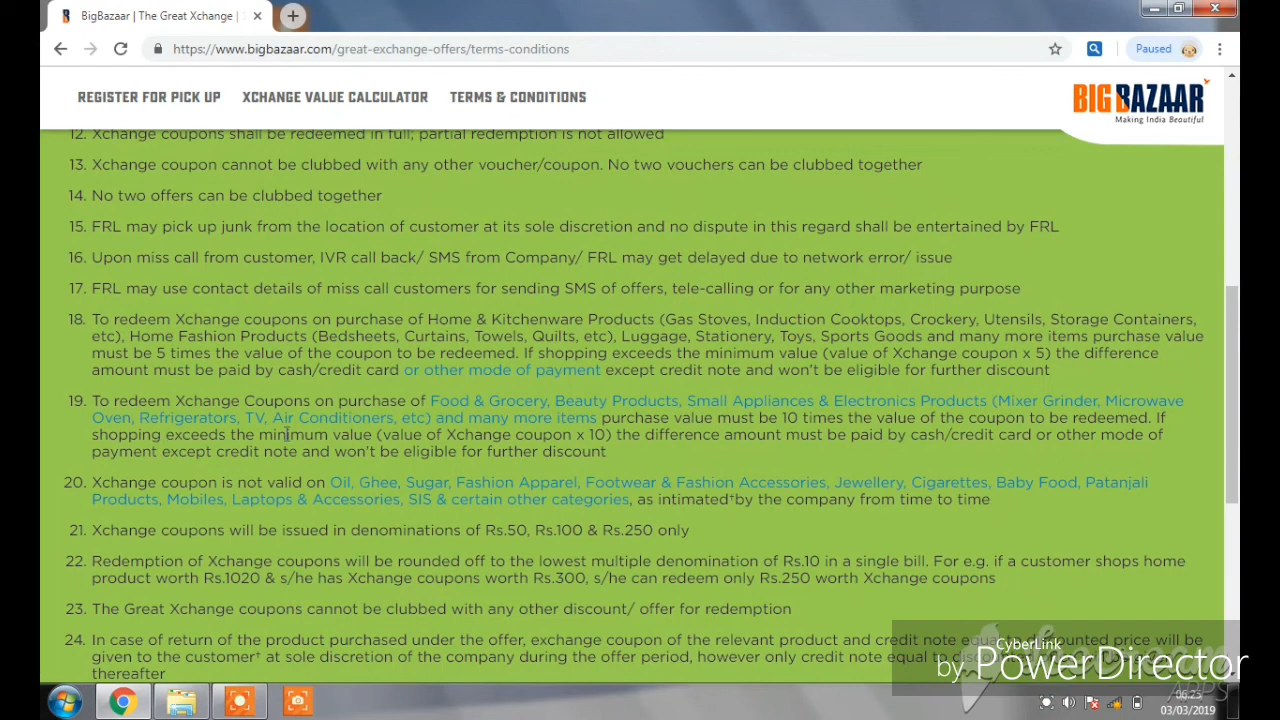 BigBazaar | The Great Xchange |
https://www.bigbazaar.com/great-exchange-offers/terms-conditions
Paused
REGISTER FOR PICK UP XCHANGE VALUE CALCULATOR TERMS & CONDITIONS
BIG BAZAAR
Making India Beautiful
12. Xchange coupons shall be redeemed in full; partial redemption is not allowed
13. Xchange coupon cannot be clubbed with any other voucher/coupon. No two vouchers can be clubbed together
14. No two offers can be clubbed together
15. FRL may pick up junk from the location of customer at its sole discretion and no dispute in this regard shall be entertained by FRL
16. Upon miss call from customer, IVR call back/ SMS from Company/ FRL may get delayed due to network error/ issue
17. FRL may use contact details of miss call customers for sending SMS of offers, tele-calling or for any other marketing purpose
18. To redeem Xchange coupons on purchase of Home & Kitchenware Products (Gas Stoves, Induction Cooktops, Crockery, Utensils, Storage Containers,
etc), Home Fashion Products (Bedsheets, Curtains, Towels, Quilts, etc), Luggage, Stationery, Toys, Sports Goods and many more items purchase value
must be 5 times the value of the coupon to be redeemed. If shopping exceeds the minimum value (value of Xchange coupon x 5) the difference
amount must be paid by cash/credit card or other mode of payment except credit note and won't be eligible for further discount
19. To redeem Xchange Coupons on purchase of Food & Grocery, Beauty Products, Small Appliances & Electronics Products (Mixer Grinder, Microwave
Oven, Refrigerators, TV, Air Conditioners, etc) and many more items purchase value must be 10 times the value of the coupon to be redeemed. If
shopping exceeds the minimum value (value of Xchange coupon x 10) the difference amount must be paid by cash/credit card or other mode of
payment except credit note and won't be eligible for further discount
20. Xchange coupon is not valid on Oil, Ghee, Sugar, Fashion Apparel, Footwear & Fashion Accessories, Jewellery, Cigarettes, Baby Food, Patanjali
Products, Mobiles, Laptops & Accessories, SIS & certain other categories, as intimated†by the company from time to time
21. Xchange coupons will be issued in denominations of Rs.50, Rs.100 & Rs.250 only
22. Redemption of Xchange coupons will be rounded off to the lowest multiple denomination of Rs.10 in a single bill. For e.g. if a customer shops home
product worth Rs.1020 & s/he has Xchange coupons worth Rs.300, s/he can redeem only Rs.250 worth Xchange coupons
23. The Great Xchange coupons cannot be clubbed with any other discount/ offer for redemption
24. In case of return of the product purchased under the offer, exchange coupon of the relevant product and credit note will be
given to the customer† at sole discretion of the company during the offer period, however only credit note equal to
thereafter
CyberLink
by PowerDirector
APPS
06:25
03/03/2019